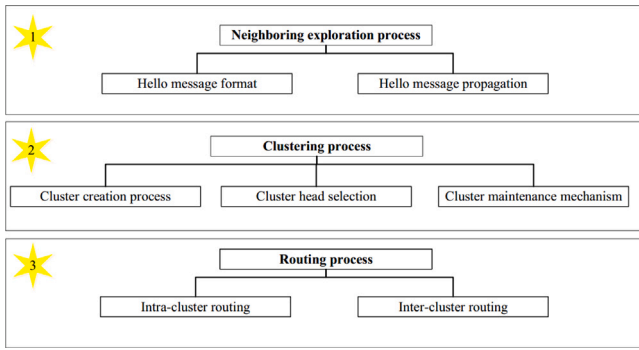 1
Neighboring exploration process
Hello message format
Hello message propagation
2
Clustering process
Cluster creation process
Cluster head selection
Cluster maintenance mechanism
3
Routing process
Intra-cluster routing
Inter-cluster routing